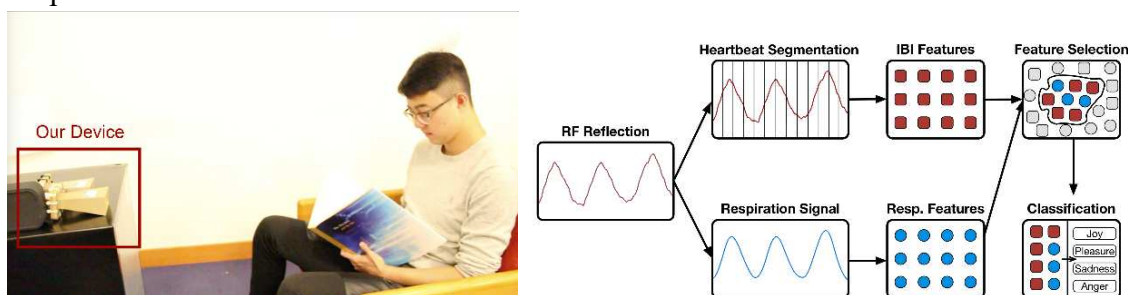 Our Device
Heartbeat Segmentation
IBI Features
Feature Selection
RF Reflection
Respiration Signal
Resp. Features
Classification
Joy
Pleasure
Sadness
Anger